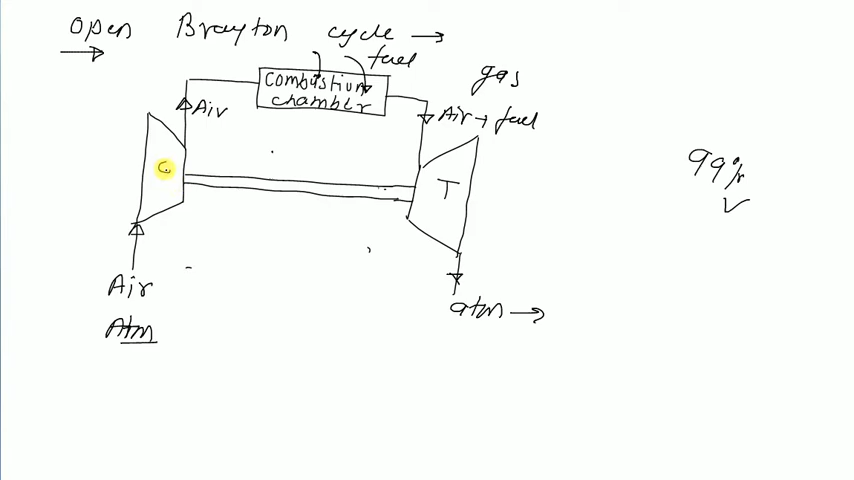 Open Brayton cycle →
fuel
Combustion
chamber
gas
Air
Air + fuel
C
T
99%
Air
Atm
atm →